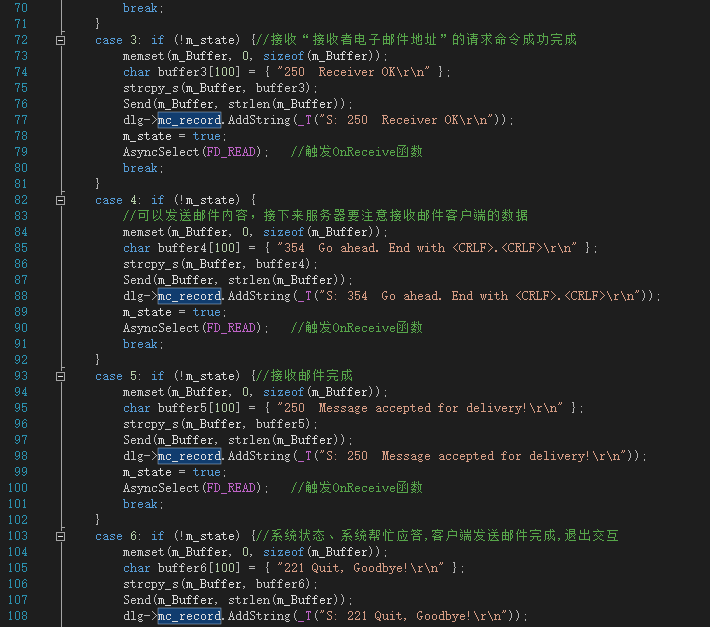 70 break;
71 }
72 case 3: if (!m_state) {//接收“接收者电子邮件地址”的请求命令成功完成
73 memset(m_Buffer, 0, sizeof(m_Buffer));
74 char buffer3[100] = { "250  Receiver OK\r\n" };
75 strcpy_s(m_Buffer, buffer3);
76 Send(m_Buffer, strlen(m_Buffer));
77 dlg->mc_record.AddString(_T("S: 250  Receiver OK\r\n"));
78 m_state = true;
79 AsyncSelect(FD_READ);   //触发OnReceive函数
80 break;
81 }
82 case 4: if (!m_state) {
83 //可以发送邮件内容，接下来服务器要注意接收邮件客户端的数据
84 memset(m_Buffer, 0, sizeof(m_Buffer));
85 char buffer4[100] = { "354  Go ahead. End with <CRLF>.<CRLF>\r\n" };
86 strcpy_s(m_Buffer, buffer4);
87 Send(m_Buffer, strlen(m_Buffer));
88 dlg->mc_record.AddString(_T("S: 354  Go ahead. End with <CRLF>.<CRLF>\r\n"));
89 m_state = true;
90 AsyncSelect(FD_READ);   //触发OnReceive函数
91 break;
92 }
93 case 5: if (!m_state) {//接收邮件完成
94 memset(m_Buffer, 0, sizeof(m_Buffer));
95 char buffer5[100] = { "250  Message accepted for delivery!\r\n" };
96 strcpy_s(m_Buffer, buffer5);
97 Send(m_Buffer, strlen(m_Buffer));
98 dlg->mc_record.AddString(_T("S: 250  Message accepted for delivery!\r\n"));
99 m_state = true;
100 AsyncSelect(FD_READ);   //触发OnReceive函数
101 break;
102 }
103 case 6: if (!m_state) {//系统状态、系统帮忙应答,客户端发送邮件完成,退出交互
104 memset(m_Buffer, 0, sizeof(m_Buffer));
105 char buffer6[100] = { "221 Quit, Goodbye!\r\n" };
106 strcpy_s(m_Buffer, buffer6);
107 Send(m_Buffer, strlen(m_Buffer));
108 dlg->mc_record.AddString(_T("S: 221 Quit, Goodbye!\r\n"));